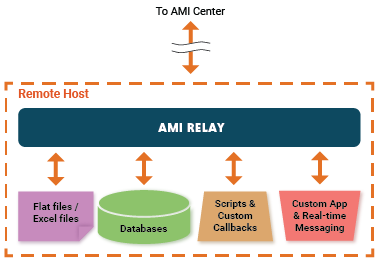 To AMI Center
Remote Host
AMI RELAY
Flat files /
Excel files
Databases
Scripts &
Custom
Callbacks
Custom App
& Real-time
Messaging